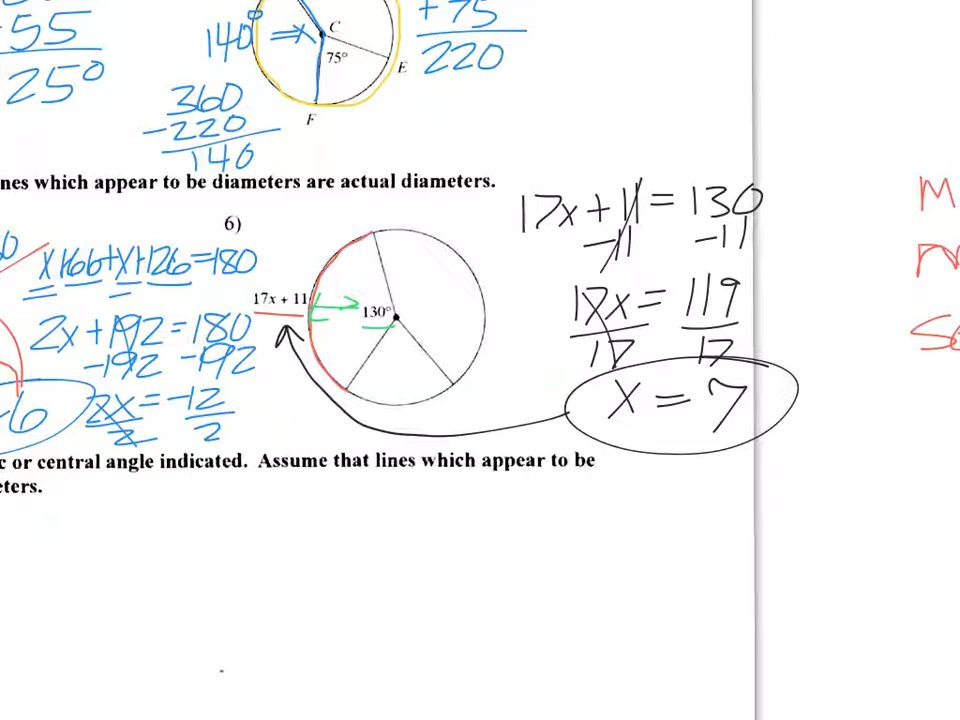 55
25°
140° => x
C
75°
E
F
+75
220
360
-220
140
nes which appear to be diameters are actual diameters.
6)
x+66+x+126=180
2x+192=180
-192 -192
2x = -12
2 2
-6
17x + 11
130°
17x + 11 = 130
-11 -11
17x = 119
17 17
x = 7
c or central angle indicated. Assume that lines which appear to be
eters.